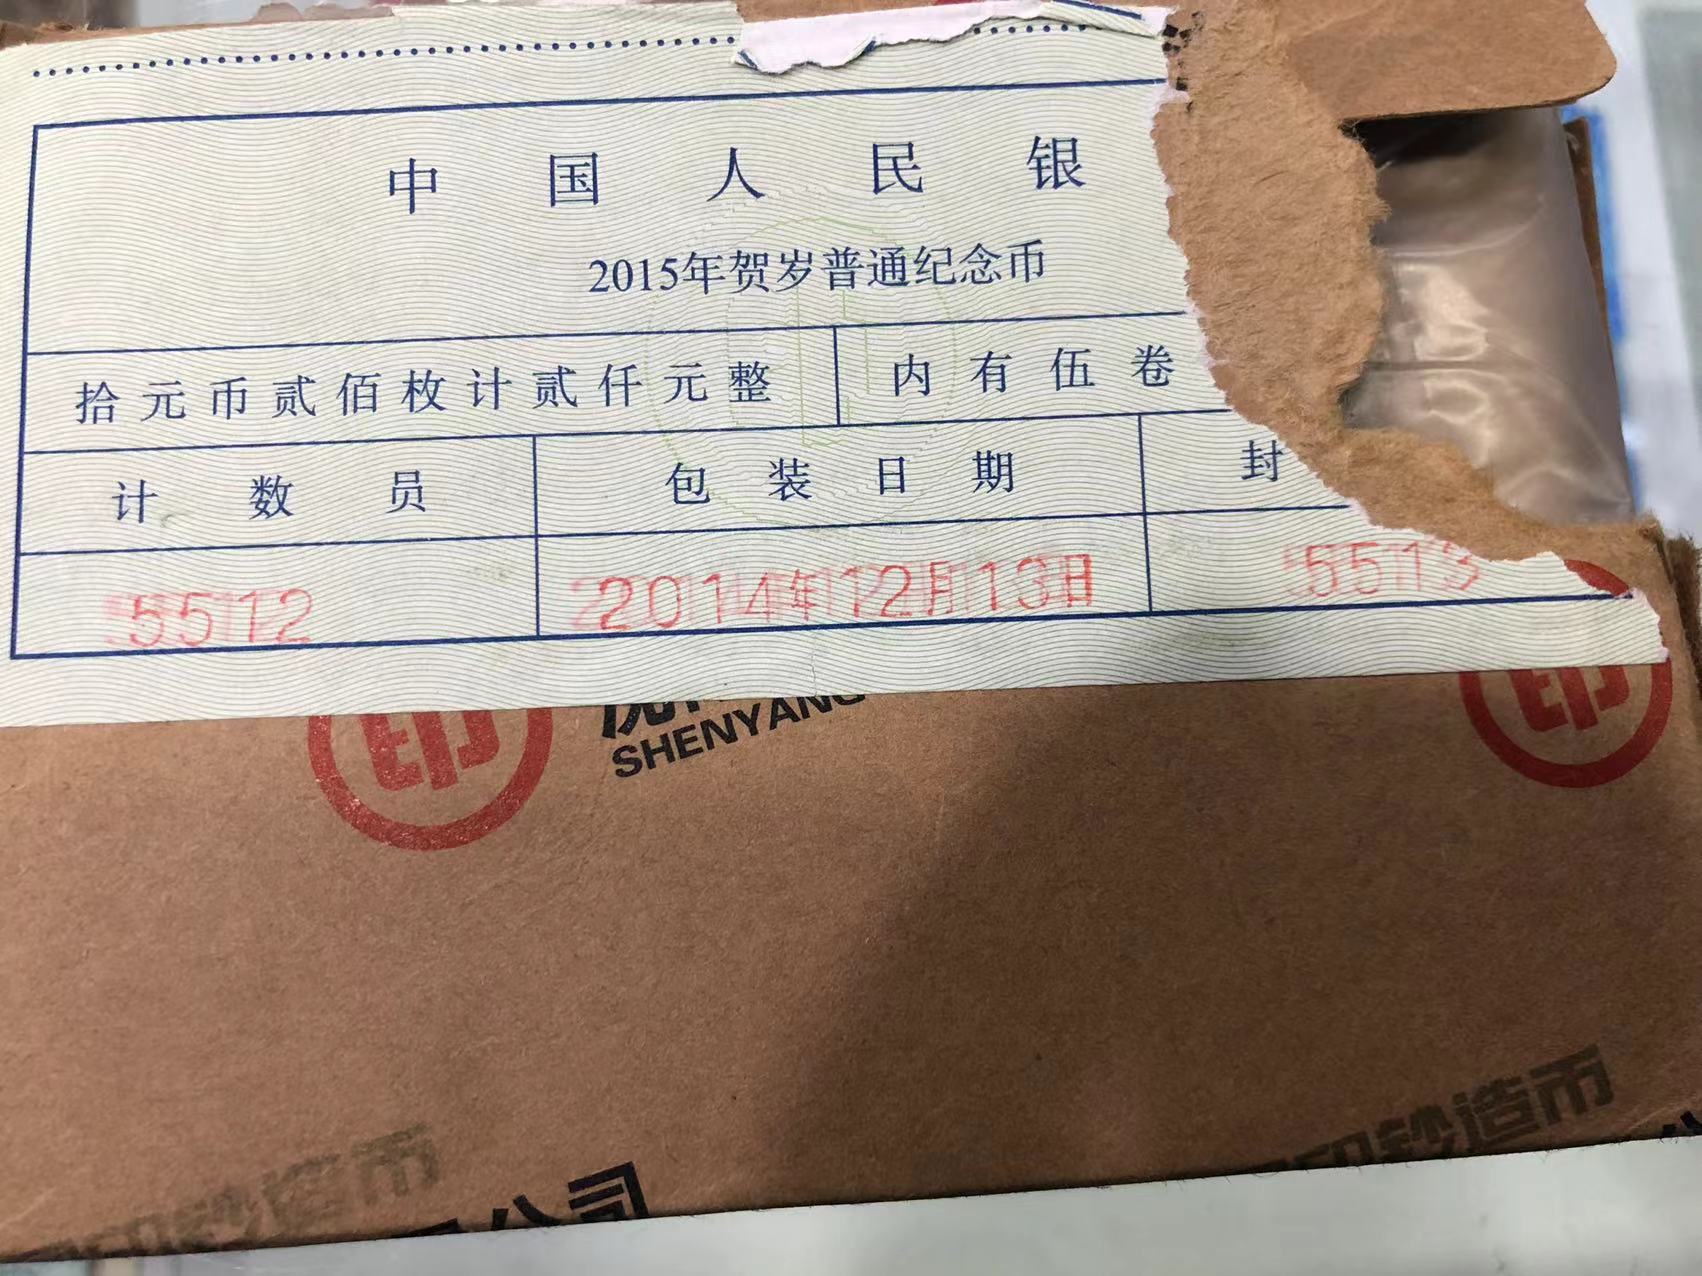 中国人民银
2015年贺岁普通纪念币
拾元币贰佰枚计贰仟元整 内有伍卷
计数员 包装日期 封
5512 2014年12月13日 5513
印 印
SHENYANG
印钞造币 印钞造币
公司